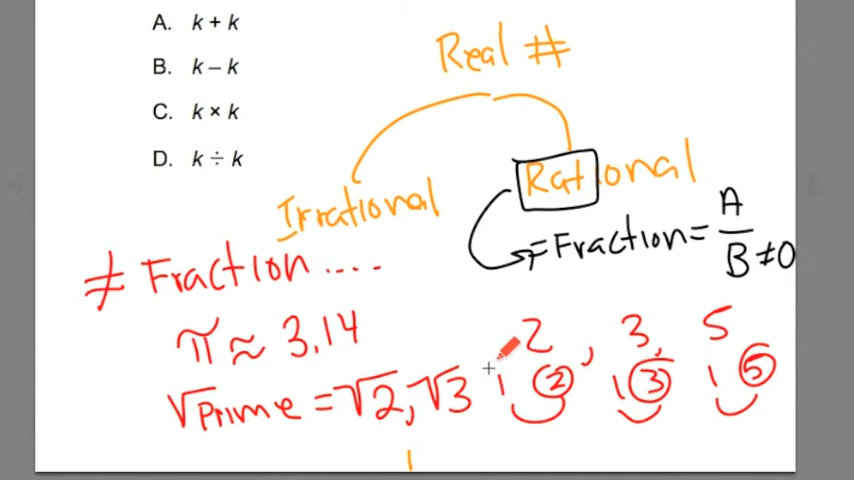 A. k + k
B. k – k
C. k × k
D. k ÷ k
Real #
Irrational
Rational
= Fraction = A/B ≠ 0
≠ Fraction ....
π ≈ 3.14
√Prime = √2, √3
2, 3, 5
1 2 1 3 1 5